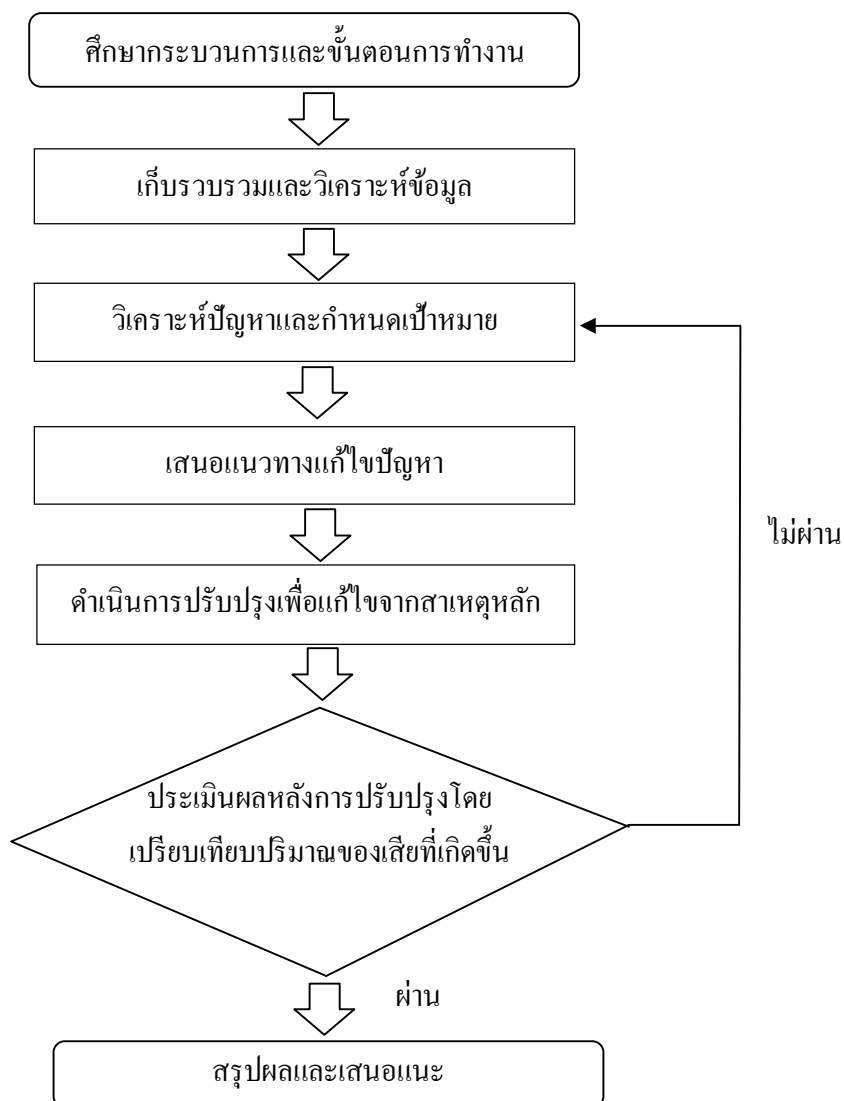 ศึกษากระบวนการและขั้นตอนการทำงาน
เก็บรวบรวมและวิเคราะห์ข้อมูล
วิเคราะห์ปัญหาและกำหนดเป้าหมาย
เสนอแนวทางแก้ไขปัญหา
ไม่ผ่าน
ดำเนินการปรับปรุงเพื่อแก้ไขจากสาเหตุหลัก
ประเมินผลหลังการปรับปรุงโดย
เปรียบเทียบปริมาณของเสียที่เกิดขึ้น
ผ่าน
สรุปผลและเสนอแนะ